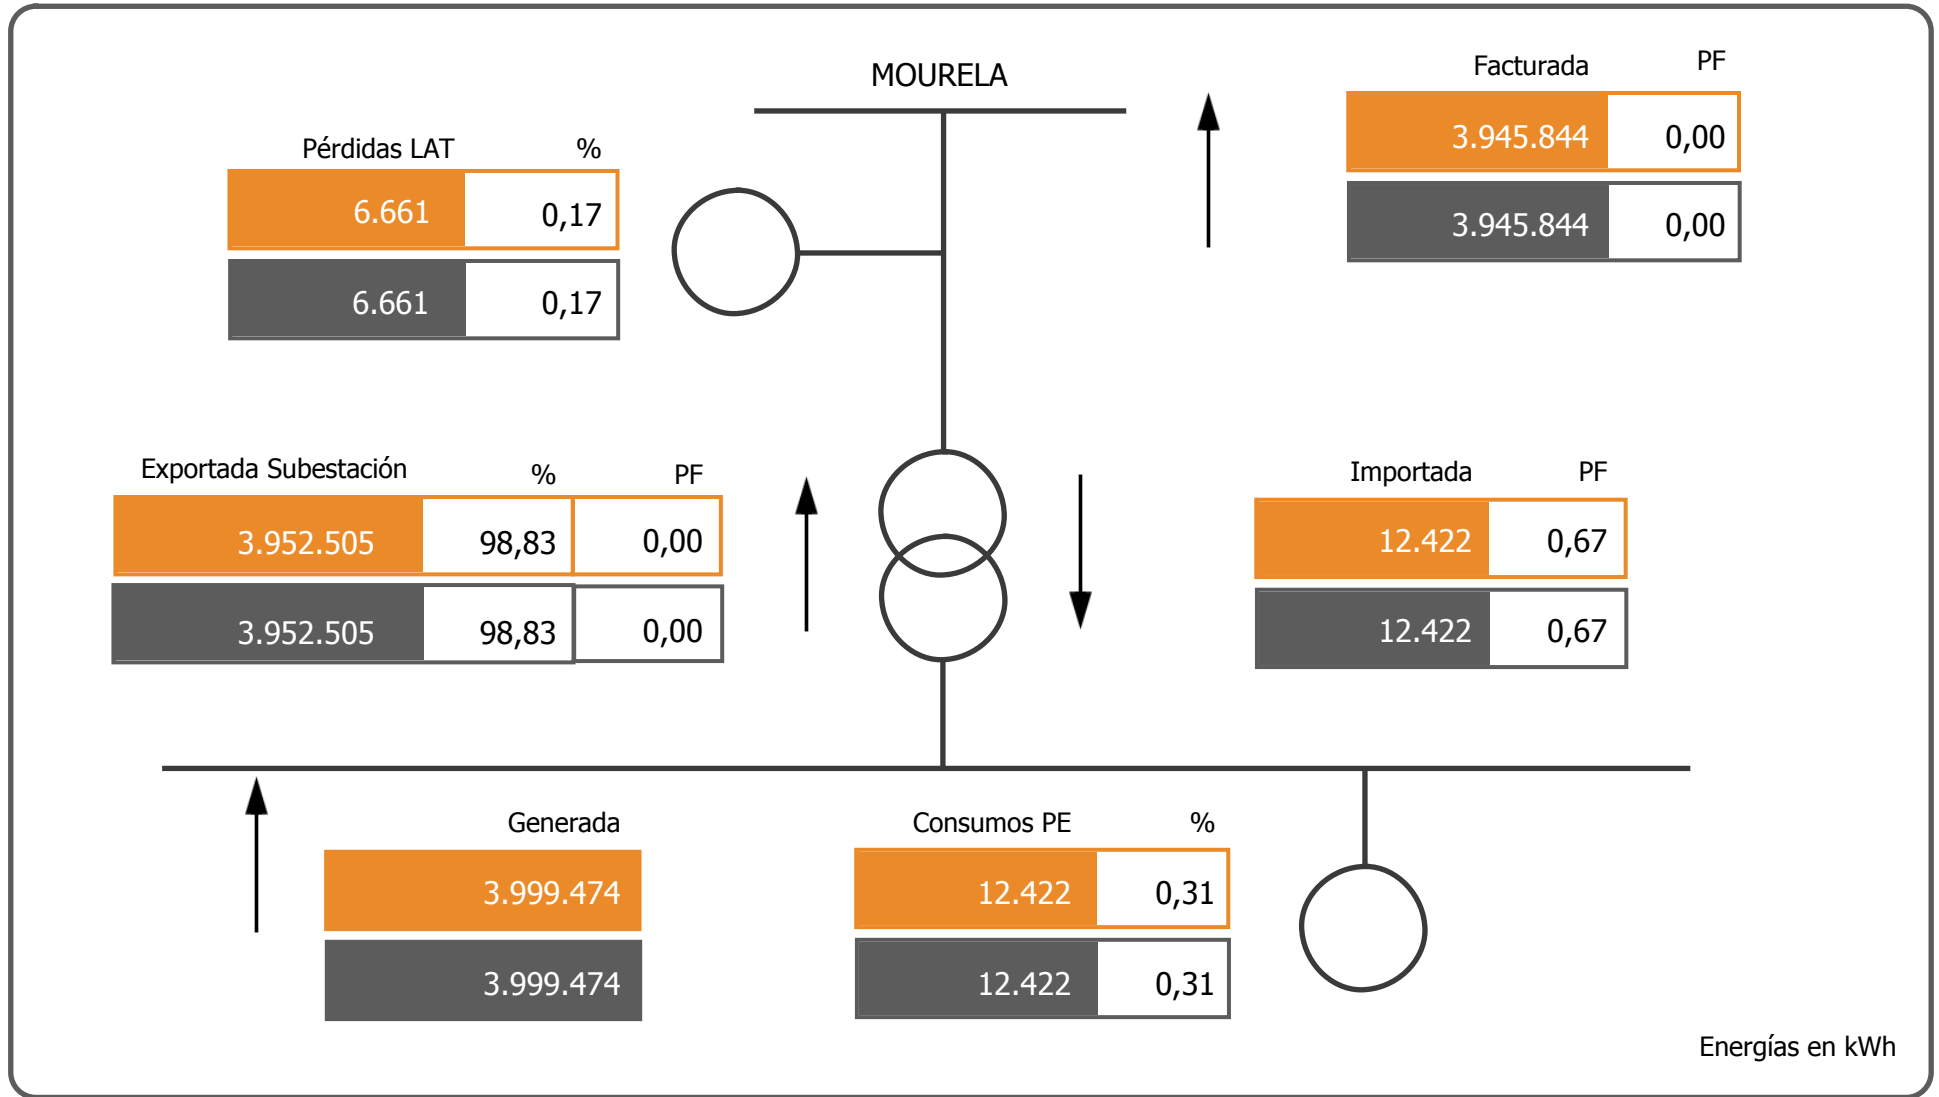 MOURELA
Facturada PF
3.945.844 0,00
3.945.844 0,00
Pérdidas LAT %
6.661 0,17
6.661 0,17
Exportada Subestación % PF
3.952.505 98,83 0,00
3.952.505 98,83 0,00
Importada PF
12.422 0,67
12.422 0,67
Generada
3.999.474
3.999.474
Consumos PE %
12.422 0,31
12.422 0,31
Energías en kWh